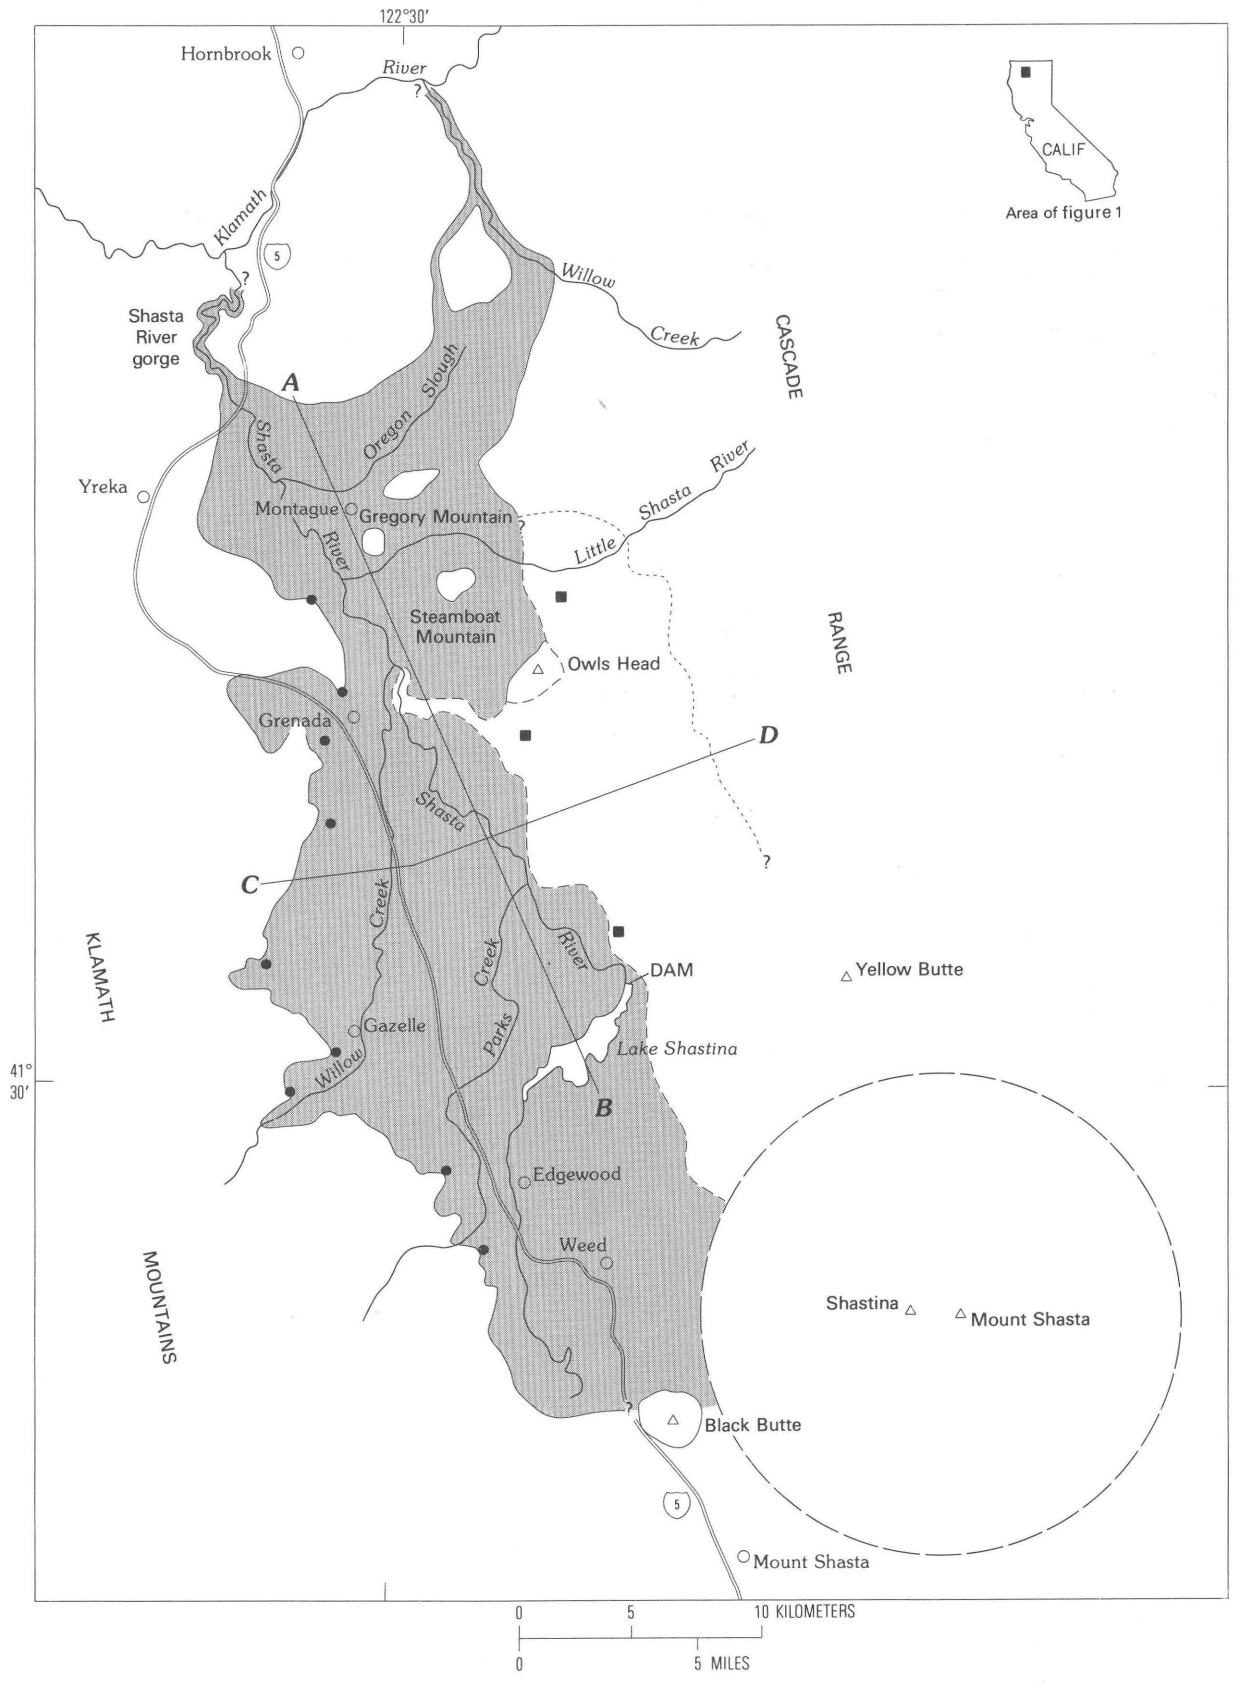 122°30′
Hornbrook
River
?
CALIF
Area of figure 1
Klamath
5
?
Willow
Creek
Shasta
River
gorge
CASCADE
A
Slough
Oregon
Shasta
River
Shasta
Little
Yreka
Montague
Gregory Mountain
?
River
Steamboat
Mountain
RANGE
Owls Head
Grenada
D
Shasta
?
C
Creek
KLAMATH
Creek
River
DAM
Yellow Butte
Gazelle
Parks
Lake Shastina
Willow
41°
30′
B
Edgewood
Weed
MOUNTAINS
Shastina
Mount Shasta
?
Black Butte
5
Mount Shasta
0 5 10 KILOMETERS
0 5 MILES